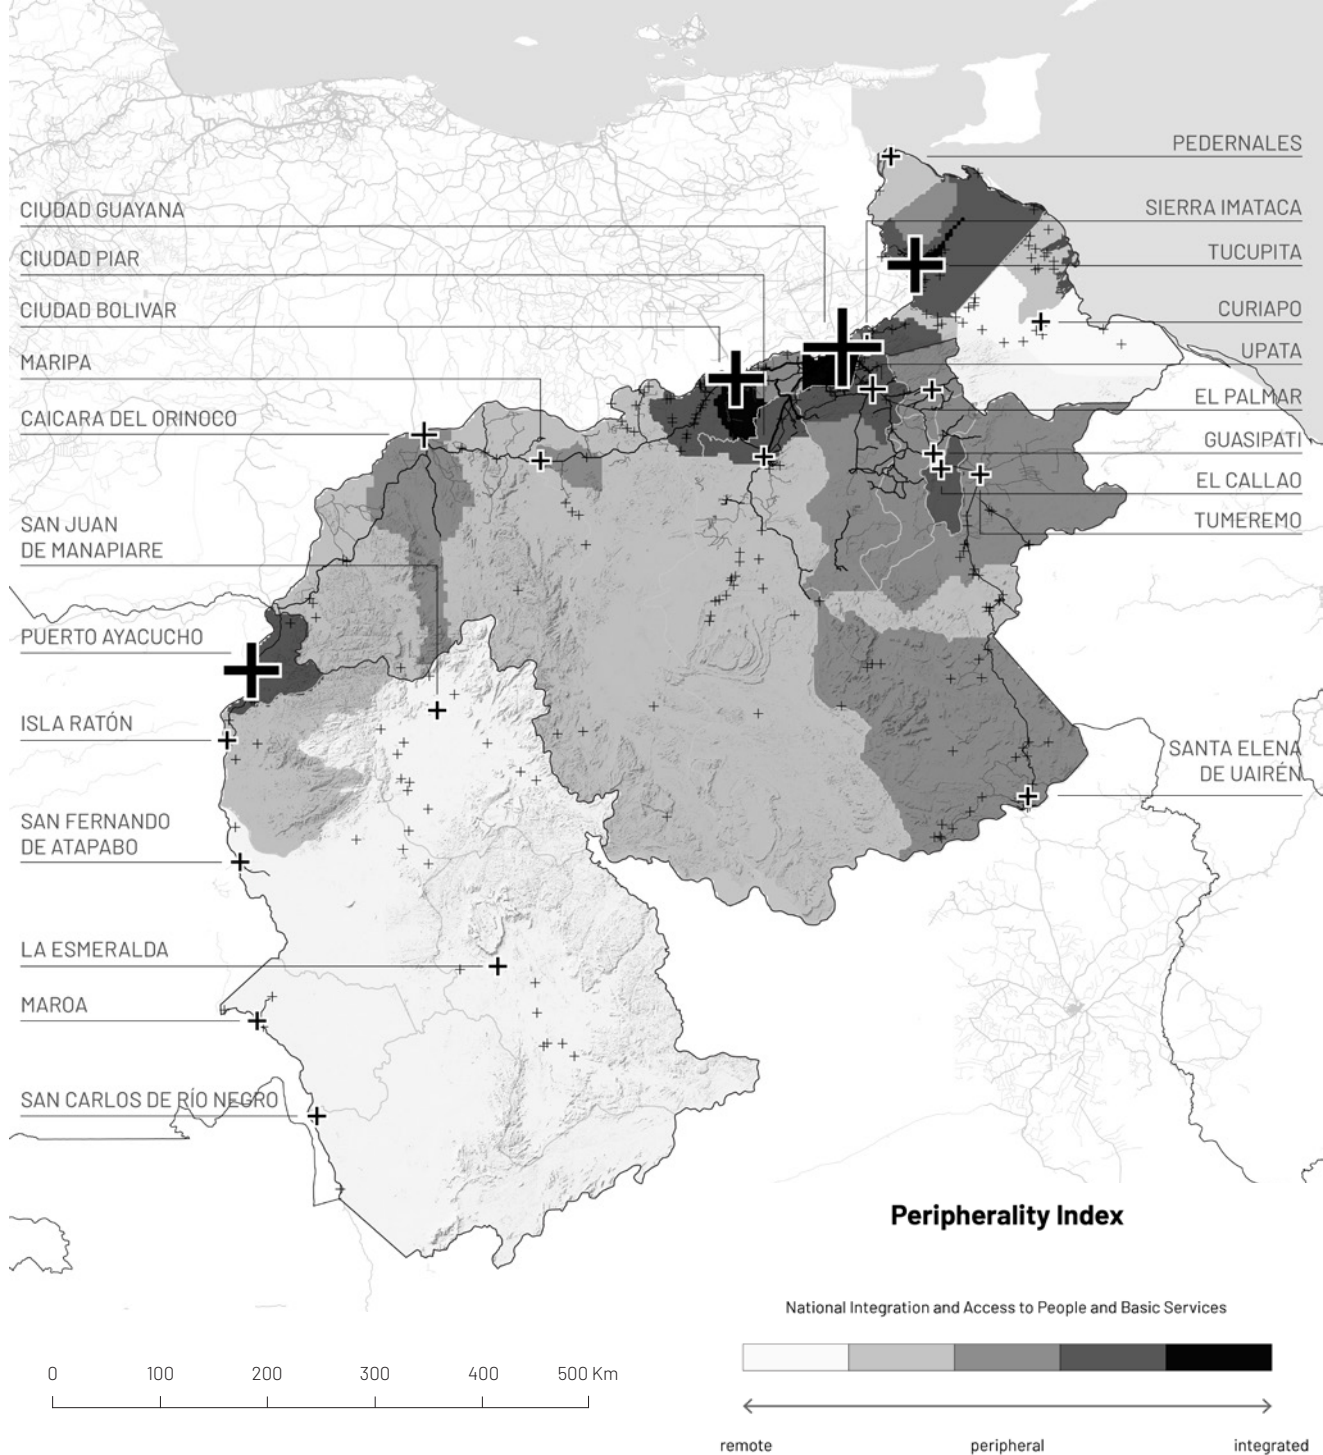 PEDERNALES
CIUDAD GUAYANA
SIERRA IMATACA
CIUDAD PIAR
TUCUPITA
CIUDAD BOLIVAR
CURIAPO
MARIPA
UPATA
CAICARA DEL ORINOCO
EL PALMAR
GUASIPATI
EL CALLAO
SAN JUAN
DE MANAPIARE
TUMEREMO
PUERTO AYACUCHO
ISLA RATÓN
SANTA ELENA
DE UAIRÉN
SAN FERNANDO
DE ATAPABO
LA ESMERALDA
MAROA
SAN CARLOS DE RÍO NEGRO
Peripherality Index
National Integration and Access to People and Basic Services
0 100 200 300 400 500 Km
remote peripheral integrated